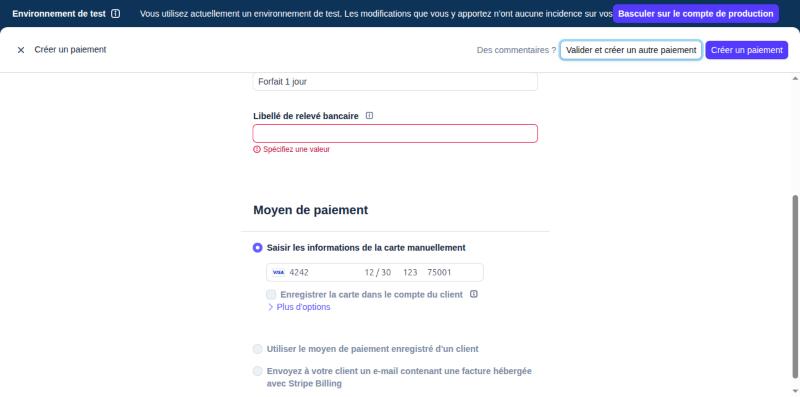 Environnement de test
Vous utilisez actuellement un environnement de test. Les modifications que vous y apportez n'ont aucune incidence sur vos
Basculer sur le compte de production
Créer un paiement
Des commentaires ?
Valider et créer un autre paiement
Créer un paiement
Forfait 1 jour
Libellé de relevé bancaire
Spécifiez une valeur
Moyen de paiement
Saisir les informations de la carte manuellement
VISA 4242 12 / 30 123 75001
Enregistrer la carte dans le compte du client
Plus d'options
Utiliser le moyen de paiement enregistré d'un client
Envoyez à votre client un e-mail contenant une facture hébergée
avec Stripe Billing